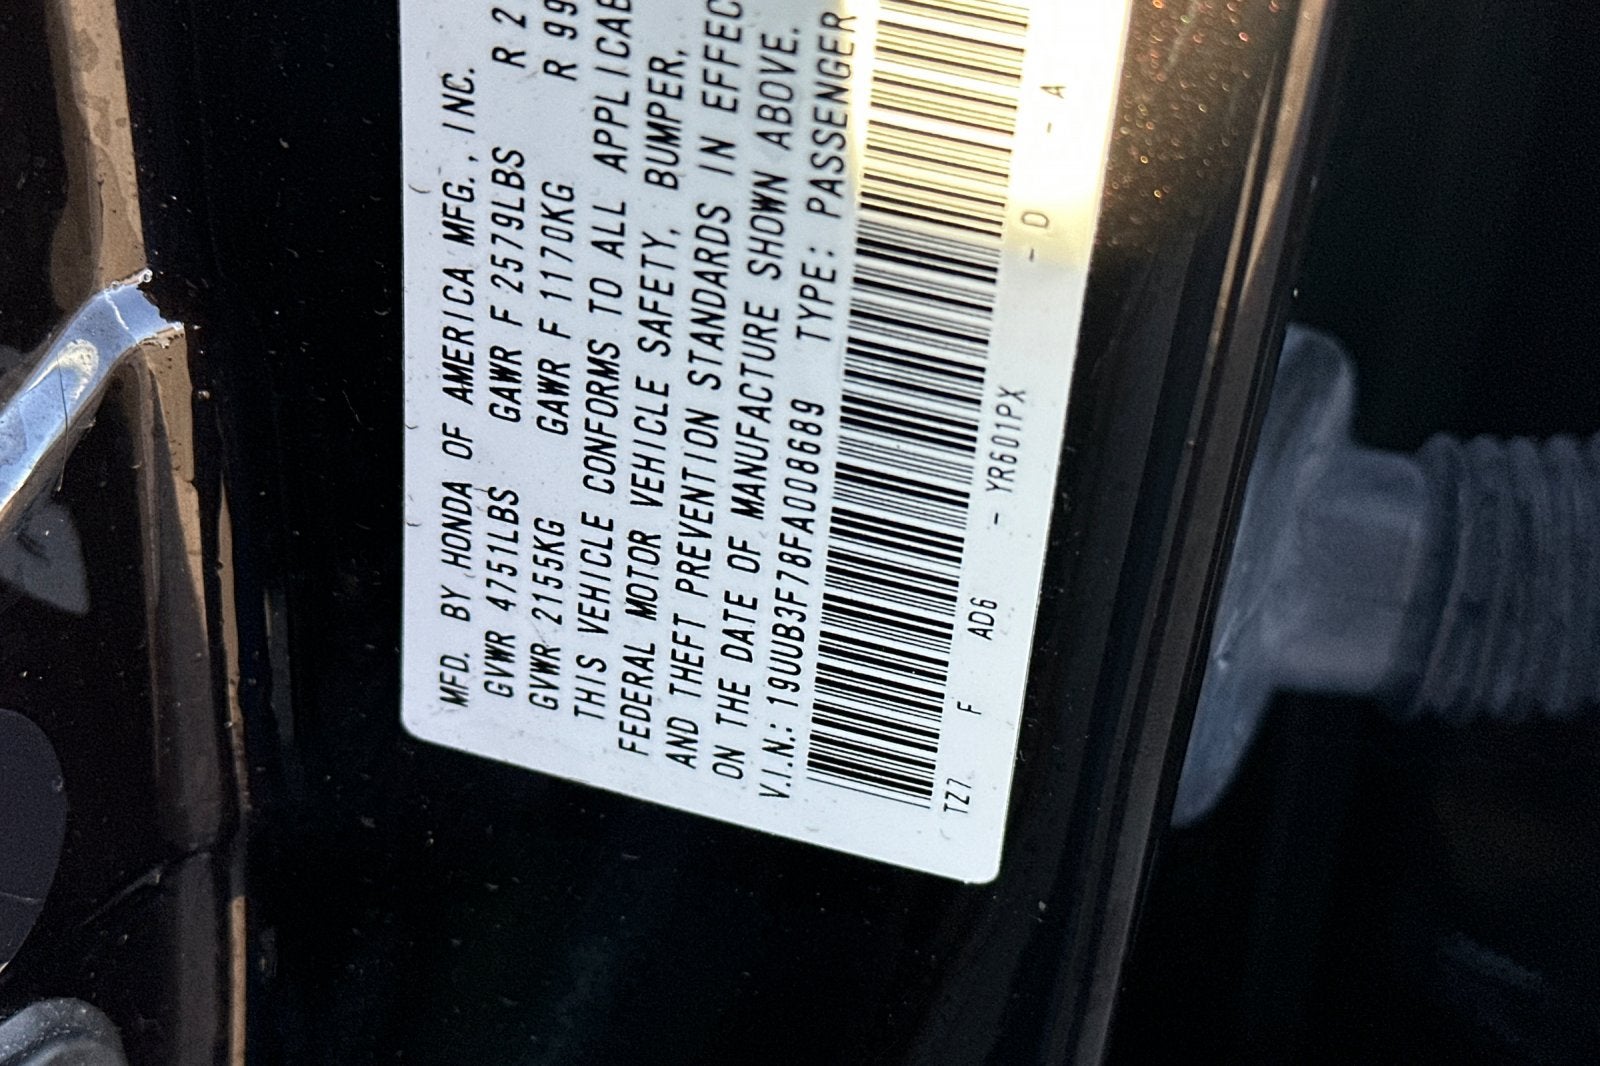 MFD. BY HONDA OF AMERICA MFG., INC.
GVWR 4751LBS GAWR F 2579LBS R 2
GVWR 2155KG GAWR F 1170KG R 99
THIS VEHICLE CONFORMS TO ALL APPLICAB
FEDERAL MOTOR VEHICLE SAFETY, BUMPER,
AND THEFT PREVENTION STANDARDS IN EFFEC
ON THE DATE OF MANUFACTURE SHOWN ABOVE.
V.I.N.: 19UUB3F78FA008689 TYPE: PASSENGER
TZ7 F AD6 - YR601PX - D - A